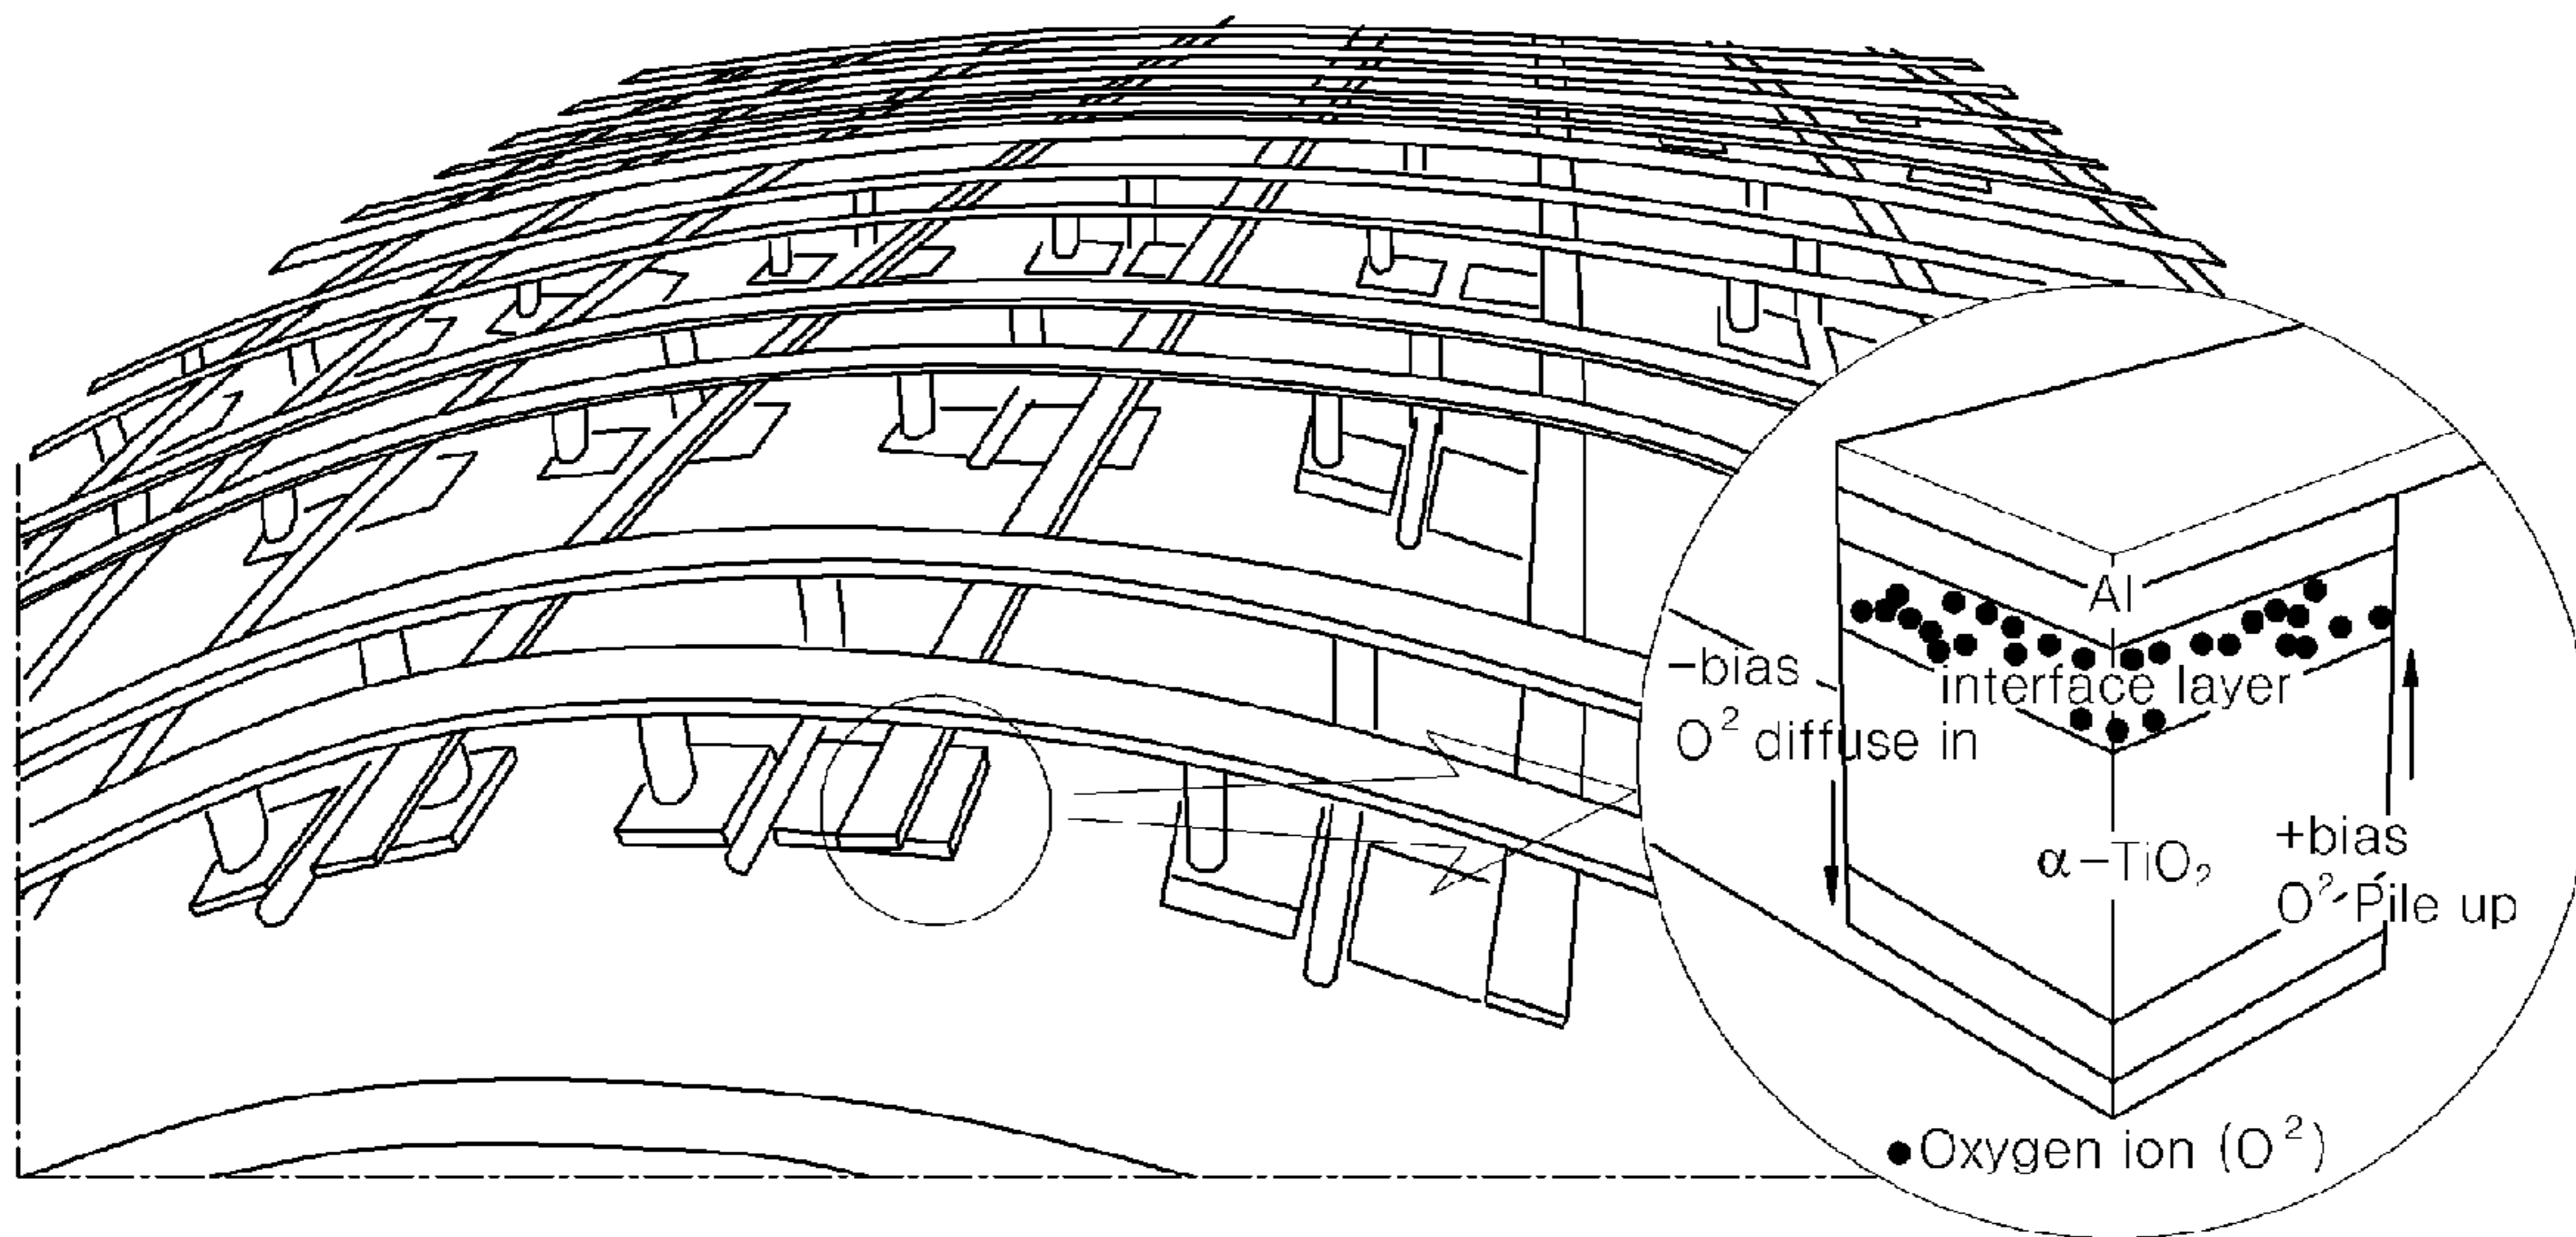 Al
interface layer
−bias
O² diffuse in
α−TiO₂
+bias
O²⁻Pile up
●Oxygen ion (O²)